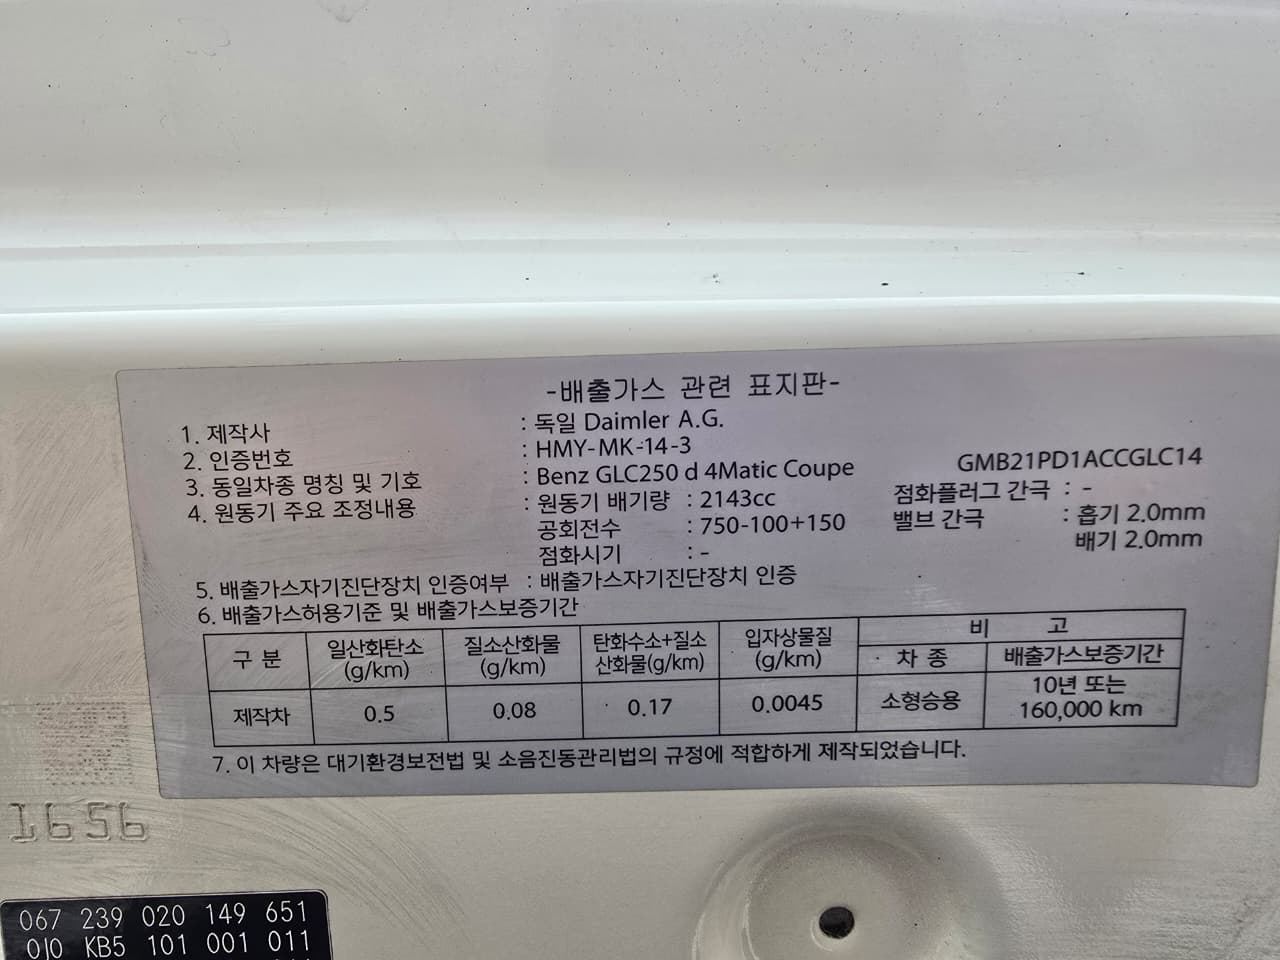 -배출가스 관련 표지판-
1. 제작사 : 독일 Daimler A.G.
2. 인증번호 : HMY-MK-14-3
3. 동일차종 명칭 및 기호 : Benz GLC250 d 4Matic Coupe GMB21PD1ACCGLC14
4. 원동기 주요 조정내용 : 원동기 배기량 : 2143cc 점화플러그 간극 : -
공회전수 : 750-100+150 밸브 간극 : 흡기 2.0mm
점화시기 : - 배기 2.0mm
5. 배출가스자기진단장치 인증여부 : 배출가스자기진단장치 인증
6. 배출가스허용기준 및 배출가스보증기간
구 분 일산화탄소 (g/km) 질소산화물 (g/km) 탄화수소+질소 산화물(g/km) 입자상물질 (g/km) 비 고
차 종 배출가스보증기간
제작차 0.5 0.08 0.17 0.0045 소형승용 10년 또는 160,000 km
7. 이 차량은 대기환경보전법 및 소음진동관리법의 규정에 적합하게 제작되었습니다.
1656
067 239 020 149 651
0J0 KB5 101 001 011